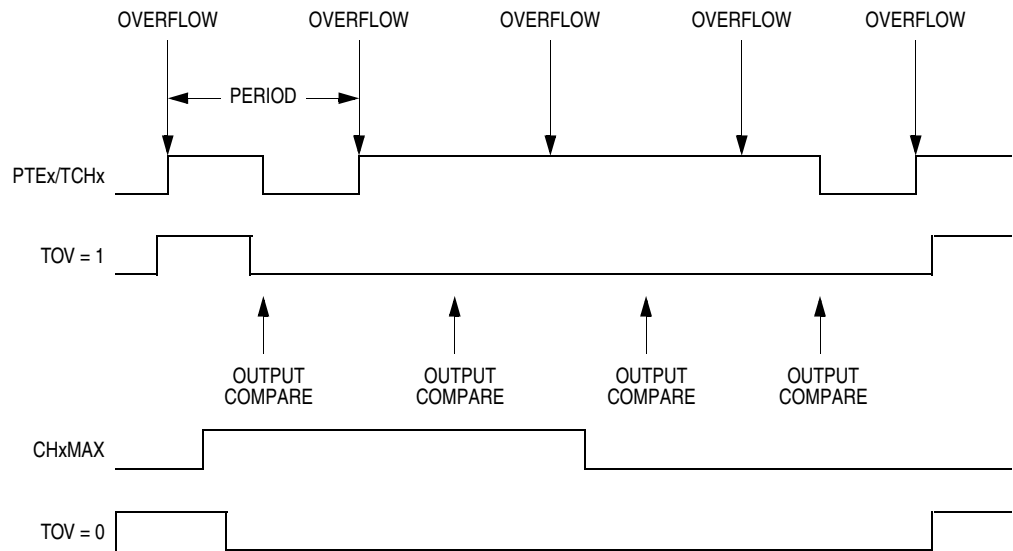 OVERFLOW OVERFLOW OVERFLOW OVERFLOW OVERFLOW
PERIOD
PTEx/TCHx
TOV = 1
OUTPUT COMPARE
OUTPUT COMPARE
OUTPUT COMPARE
OUTPUT COMPARE
CHxMAX
TOV = 0